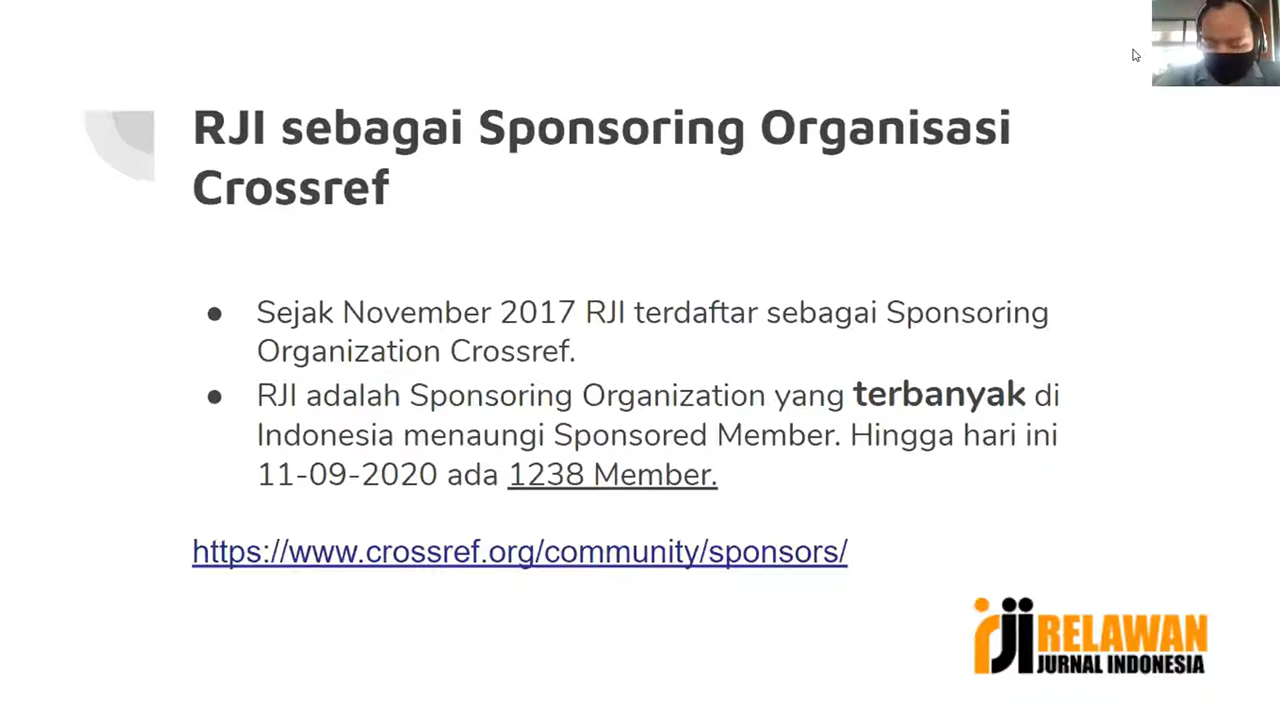 RJI sebagai Sponsoring Organisasi
Crossref
● Sejak November 2017 RJI terdaftar sebagai Sponsoring
Organization Crossref.
● RJI adalah Sponsoring Organization yang terbanyak di
Indonesia menaungi Sponsored Member. Hingga hari ini
11-09-2020 ada 1238 Member.
https://www.crossref.org/community/sponsors/
rji RELAWAN
JURNAL INDONESIA